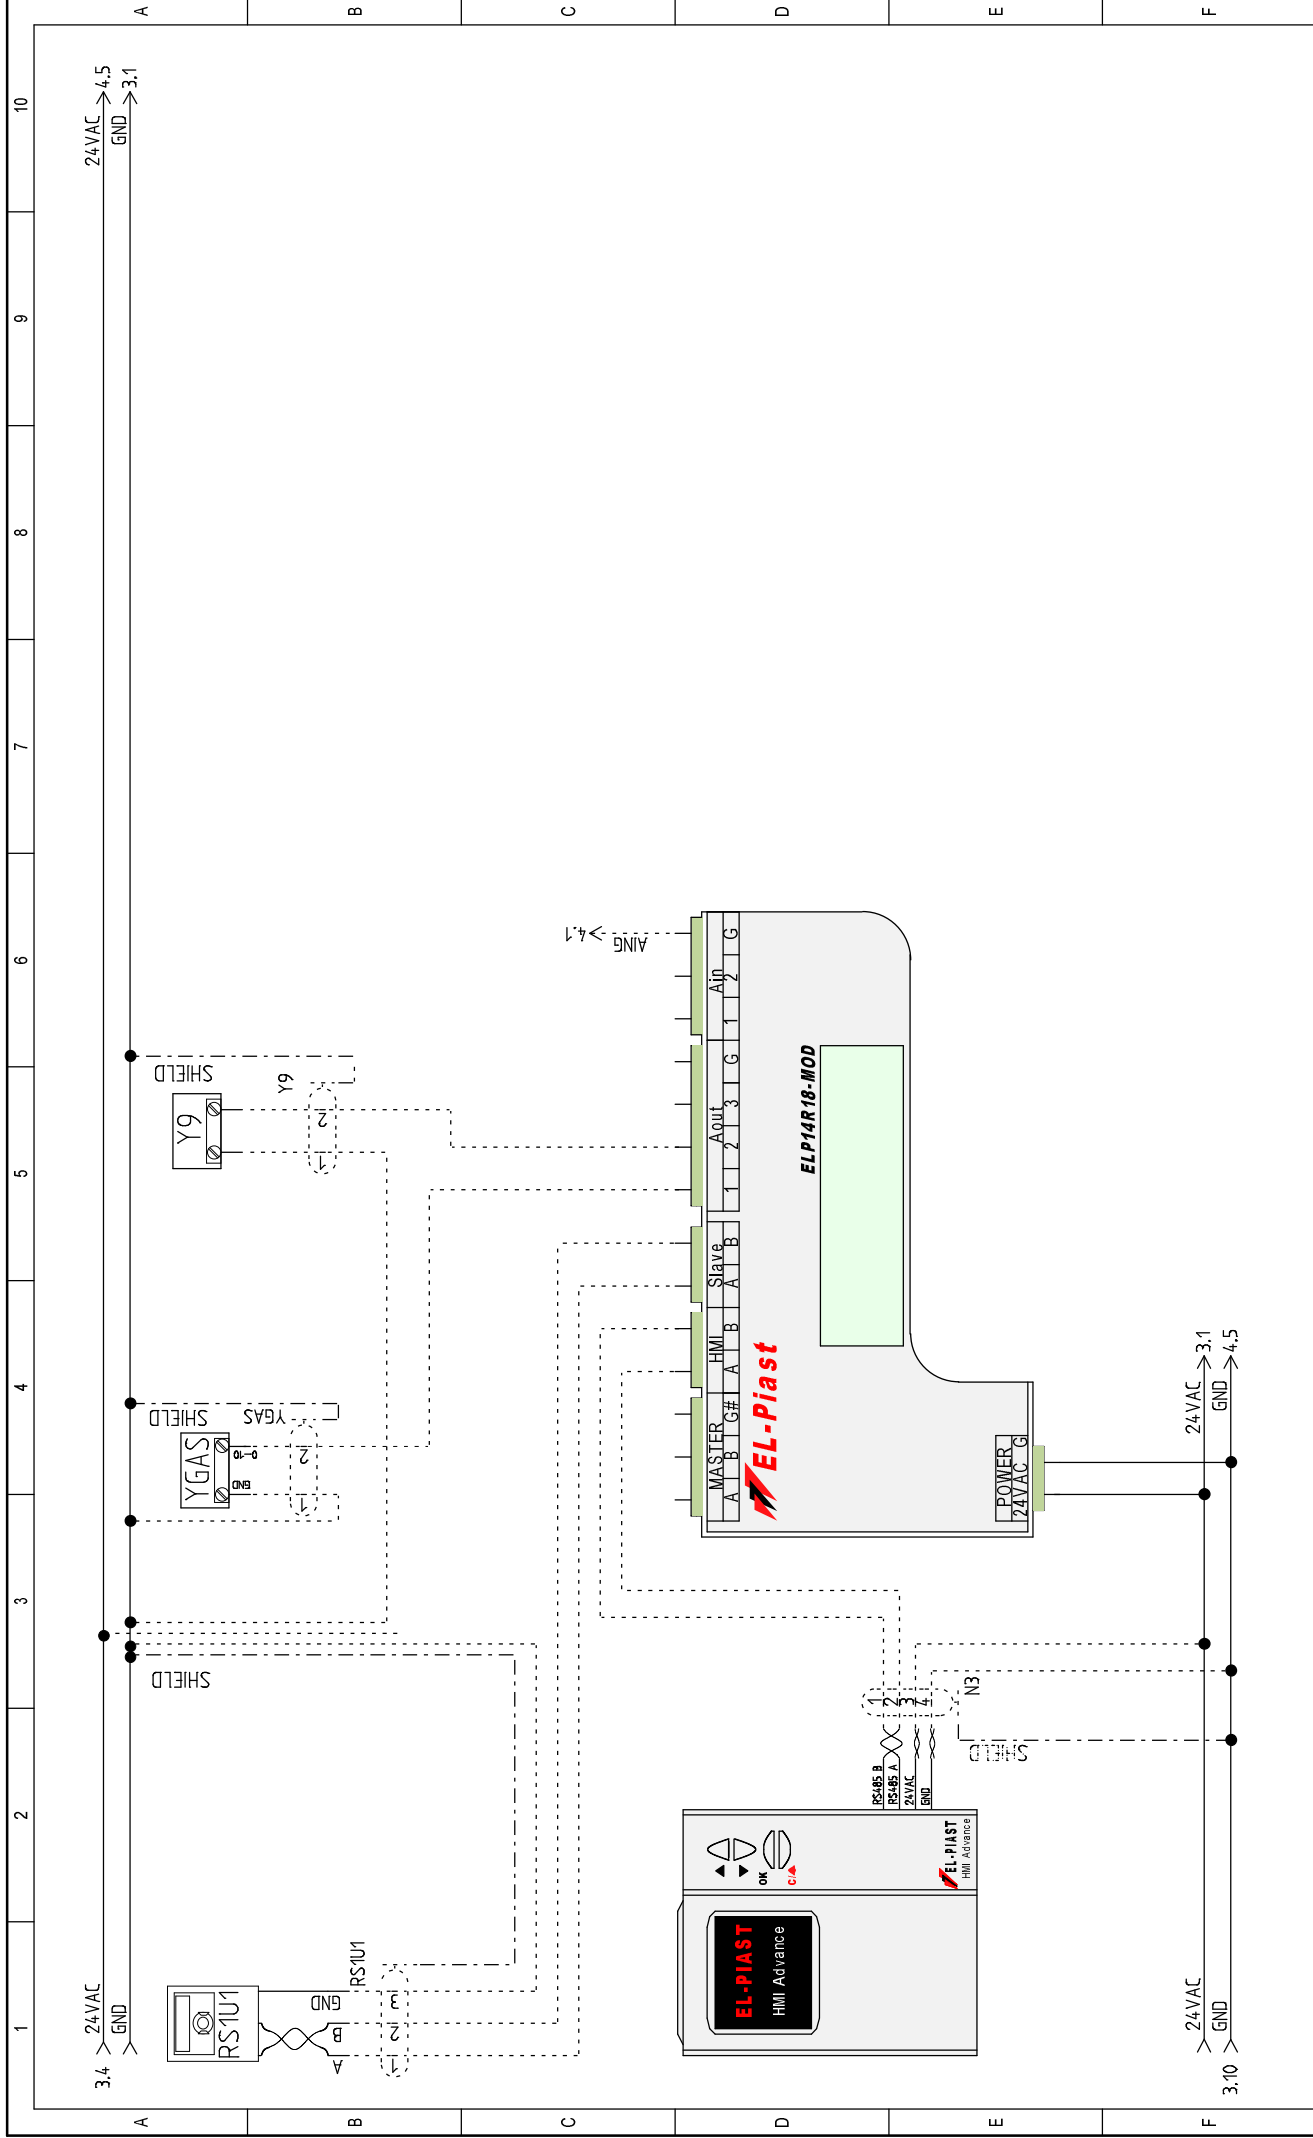 1 2 3 4 5 6 7 8 9 10
A
3.4 24VAC 24VAC 4.5
GND GND 3.1
SHIELD SHIELD SHIELD
RS1U1 YGAS Y9
GND 0-10
A B GND
YGAS Y9
1 2 1 2
RS1U1
1 2 3
B
C
4.1
AING
MASTER HMI Slave Aout Ain
A B G# A B A B 1 2 3 G 1 2 G
EL-Piast
ELP14R18-MOD
D
EL-PIAST
HMI Advance
OK
C/
RS485 B
RS485 A
24VAC
GND
1
2
3
4
N3
SHIELD
EL-PIAST
HMI Advance
POWER
24VAC G
E
24VAC 24VAC 3.1
3.10 GND GND 4.5
F
A
B
C
D
E
F